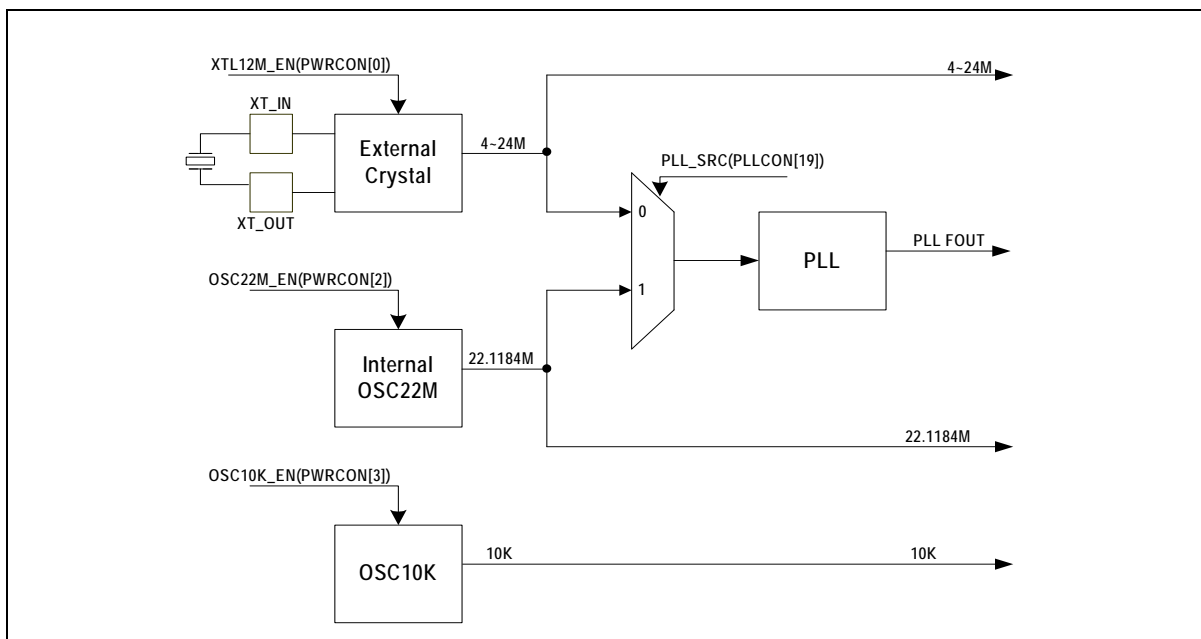 XTL12M_EN(PWRCON[0])
4~24M
XT_IN
External
Crystal
4~24M
XT_OUT
PLL_SRC(PLLCON[19])
0
PLL
PLL FOUT
OSC22M_EN(PWRCON[2])
1
Internal
OSC22M
22.1184M
22.1184M
OSC10K_EN(PWRCON[3])
OSC10K
10K
10K